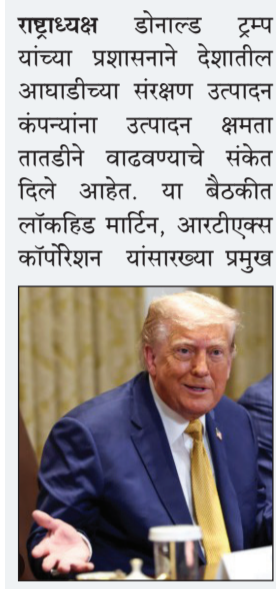 राष्ट्राध्यक्ष डोनाल्ड ट्रम्प
यांच्या प्रशासनाने देशातील
आघाडीच्या संरक्षण उत्पादन
कंपन्यांना उत्पादन क्षमता
तातडीने वाढवण्याचे संकेत
दिले आहेत. या बैठकीत
लॉकहिड मार्टिन, आरटीएक्स
कॉर्पोरेशन यांसारख्या प्रमुख